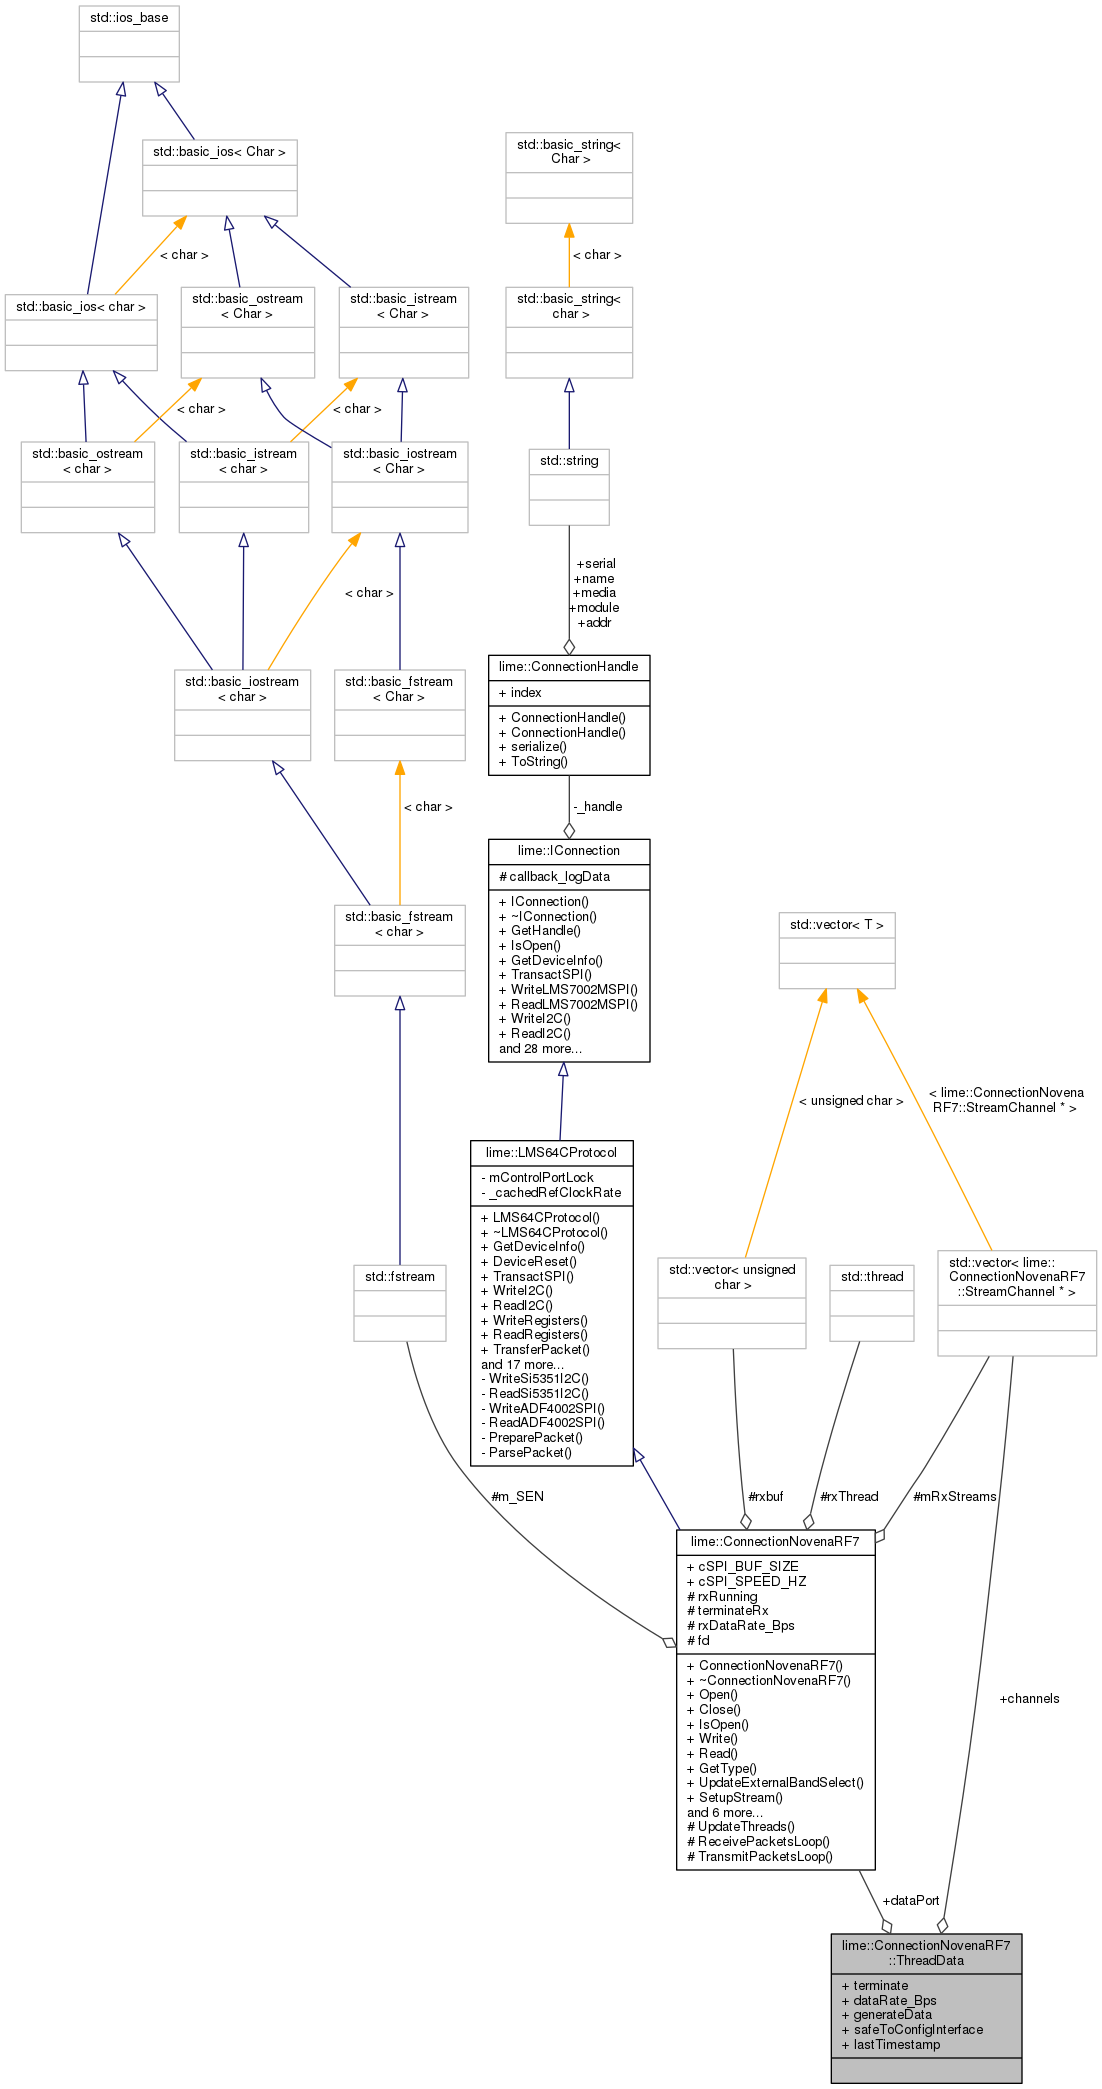 std::ios_base
std::basic_ios< Char >
std::basic_string<
Char >
< char >
< char >
std::basic_ios< char >
std::basic_ostream
< Char >
std::basic_istream
< Char >
std::basic_string<
char >
< char >
< char >
std::basic_ostream
< char >
std::basic_istream
< char >
std::basic_iostream
< Char >
std::string
+serial
+name
+media
+module
+addr
< char >
std::basic_iostream
< char >
std::basic_fstream
< Char >
lime::ConnectionHandle
+ index
+ ConnectionHandle()
+ ConnectionHandle()
+ serialize()
+ ToString()
< char >
-_handle
lime::IConnection
# callback_logData
+ IConnection()
+ ~IConnection()
+ GetHandle()
+ IsOpen()
+ GetDeviceInfo()
+ TransactSPI()
+ WriteLMS7002MSPI()
+ ReadLMS7002MSPI()
+ WriteI2C()
+ ReadI2C()
and 28 more...
std::basic_fstream
< char >
std::vector< T >
< unsigned char >
< lime::ConnectionNovena
RF7::StreamChannel * >
lime::LMS64CProtocol
- mControlPortLock
- _cachedRefClockRate
+ LMS64CProtocol()
+ ~LMS64CProtocol()
+ GetDeviceInfo()
+ DeviceReset()
+ TransactSPI()
+ WriteI2C()
+ ReadI2C()
+ WriteRegisters()
+ ReadRegisters()
+ TransferPacket()
and 17 more...
- WriteSi5351I2C()
- ReadSi5351I2C()
- WriteADF4002SPI()
- ReadADF4002SPI()
- PreparePacket()
- ParsePacket()
std::fstream
std::vector< unsigned
char >
std::thread
std::vector< lime::
ConnectionNovenaRF7
::StreamChannel * >
#m_SEN
#rxbuf
#rxThread
#mRxStreams
lime::ConnectionNovenaRF7
+ cSPI_BUF_SIZE
+ cSPI_SPEED_HZ
# rxRunning
# terminateRx
# rxDataRate_Bps
# fd
+ ConnectionNovenaRF7()
+ ~ConnectionNovenaRF7()
+ Open()
+ Close()
+ IsOpen()
+ Write()
+ Read()
+ GetType()
+ UpdateExternalBandSelect()
+ SetupStream()
and 6 more...
# UpdateThreads()
# ReceivePacketsLoop()
# TransmitPacketsLoop()
+channels
+dataPort
lime::ConnectionNovenaRF7
::ThreadData
+ terminate
+ dataRate_Bps
+ generateData
+ safeToConfigInterface
+ lastTimestamp